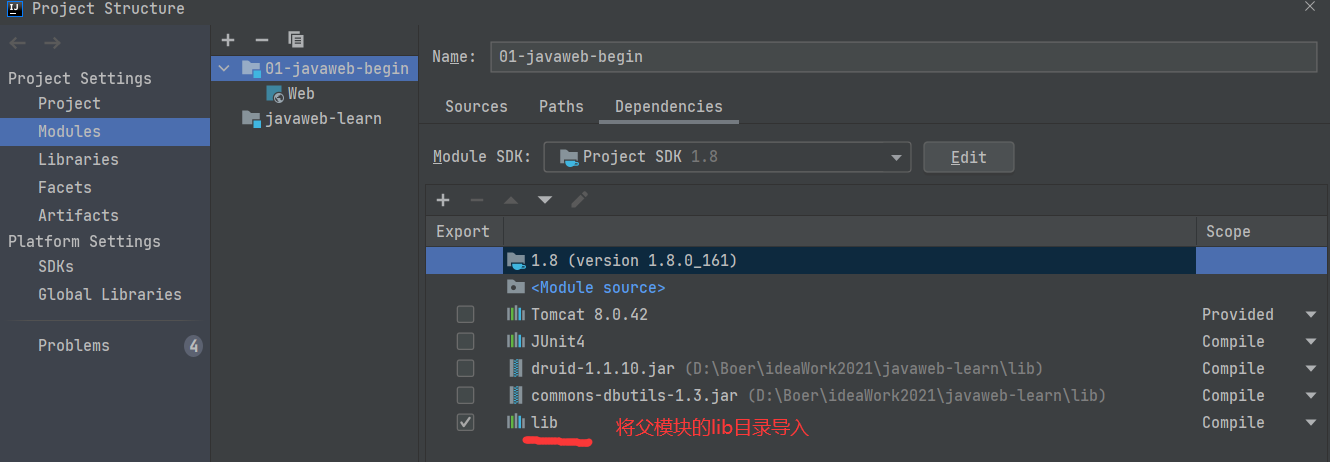 IJ Project Structure
Project Settings
Project
Modules
Libraries
Facets
Artifacts
Platform Settings
SDKs
Global Libraries
Problems 4
01-javaweb-begin
Web
javaweb-learn
Name: 01-javaweb-begin
Sources Paths Dependencies
Module SDK: Project SDK 1.8 Edit
Export Scope
1.8 (version 1.8.0_161)
<Module source>
Tomcat 8.0.42 Provided
JUnit4 Compile
druid-1.1.10.jar (D:\Boer\ideaWork2021\javaweb-learn\lib) Compile
commons-dbutils-1.3.jar (D:\Boer\ideaWork2021\javaweb-learn\lib) Compile
lib 将父模块的lib目录导入 Compile